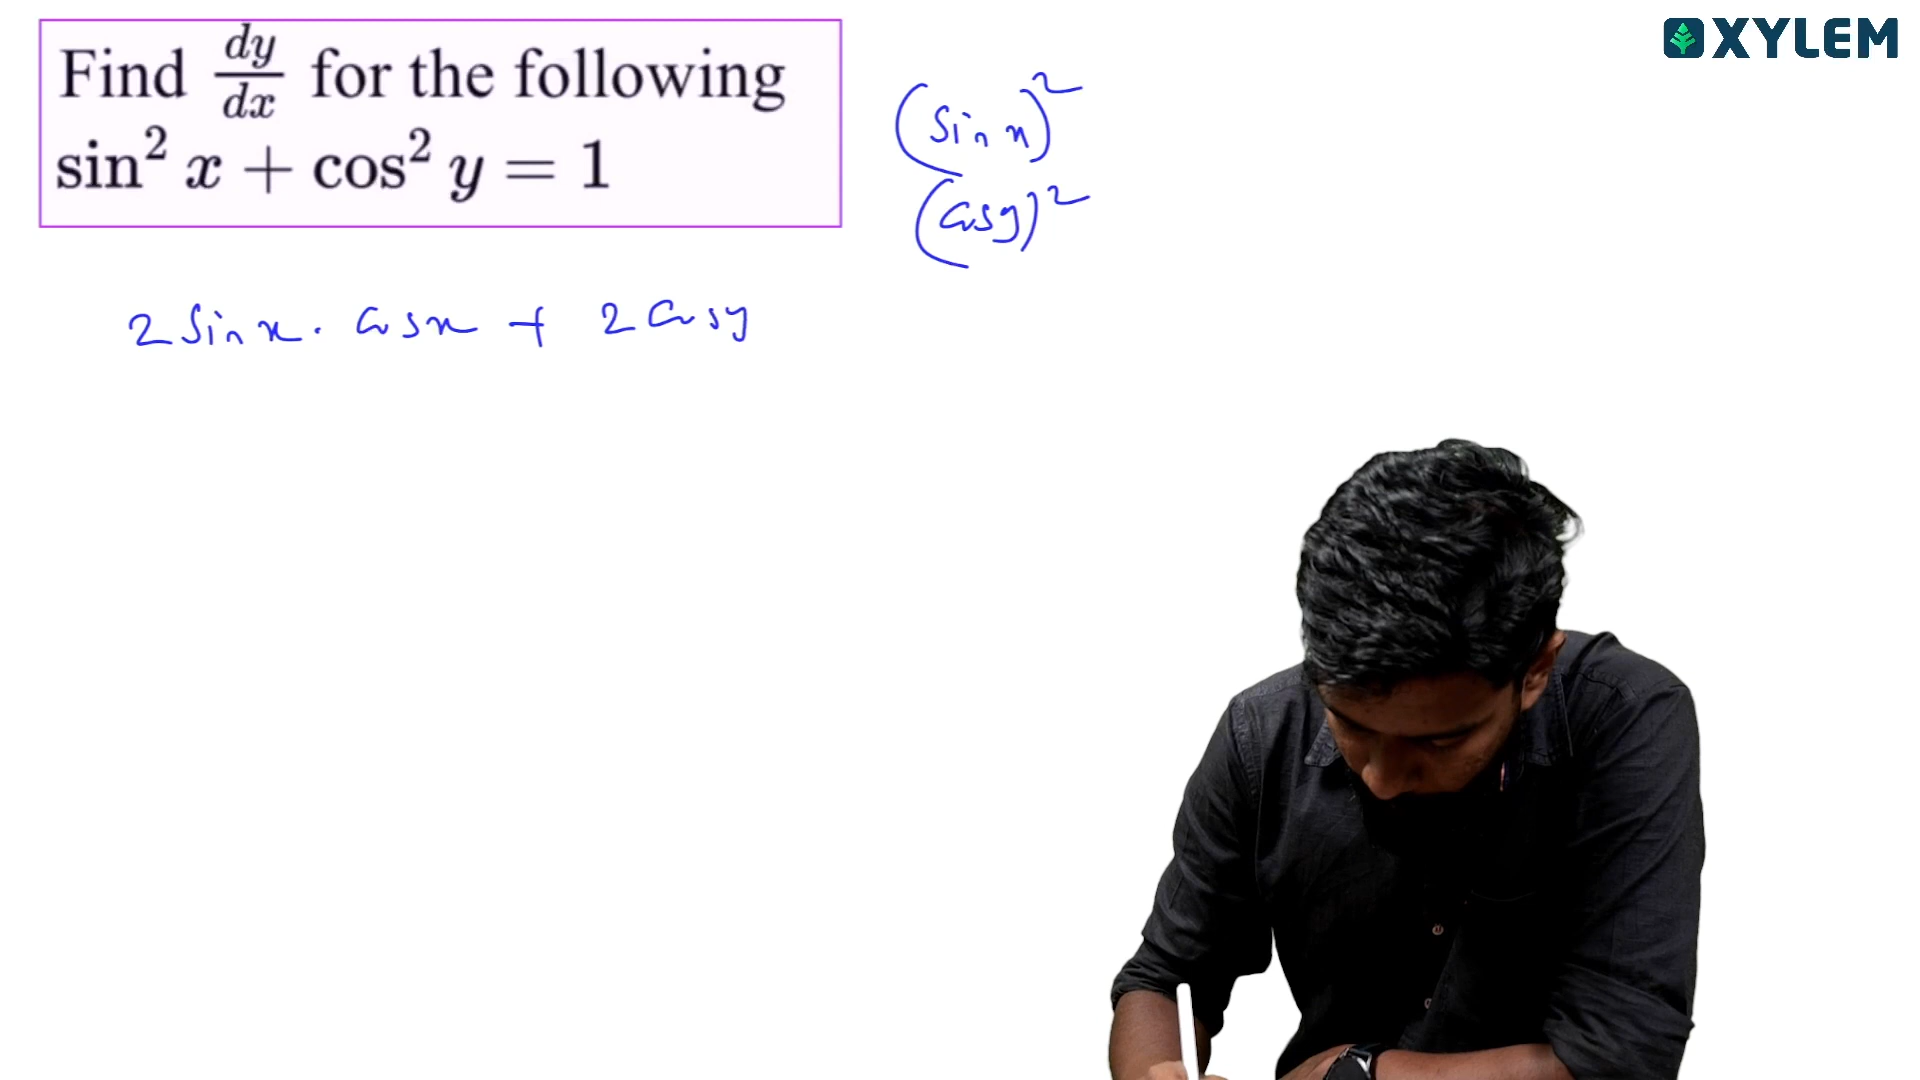 XYLEM
Find dy/dx for the following
sin² x + cos² y = 1
(Sin x)²
(Cos y)²
2 Sin x . Cos x + 2 Cos y